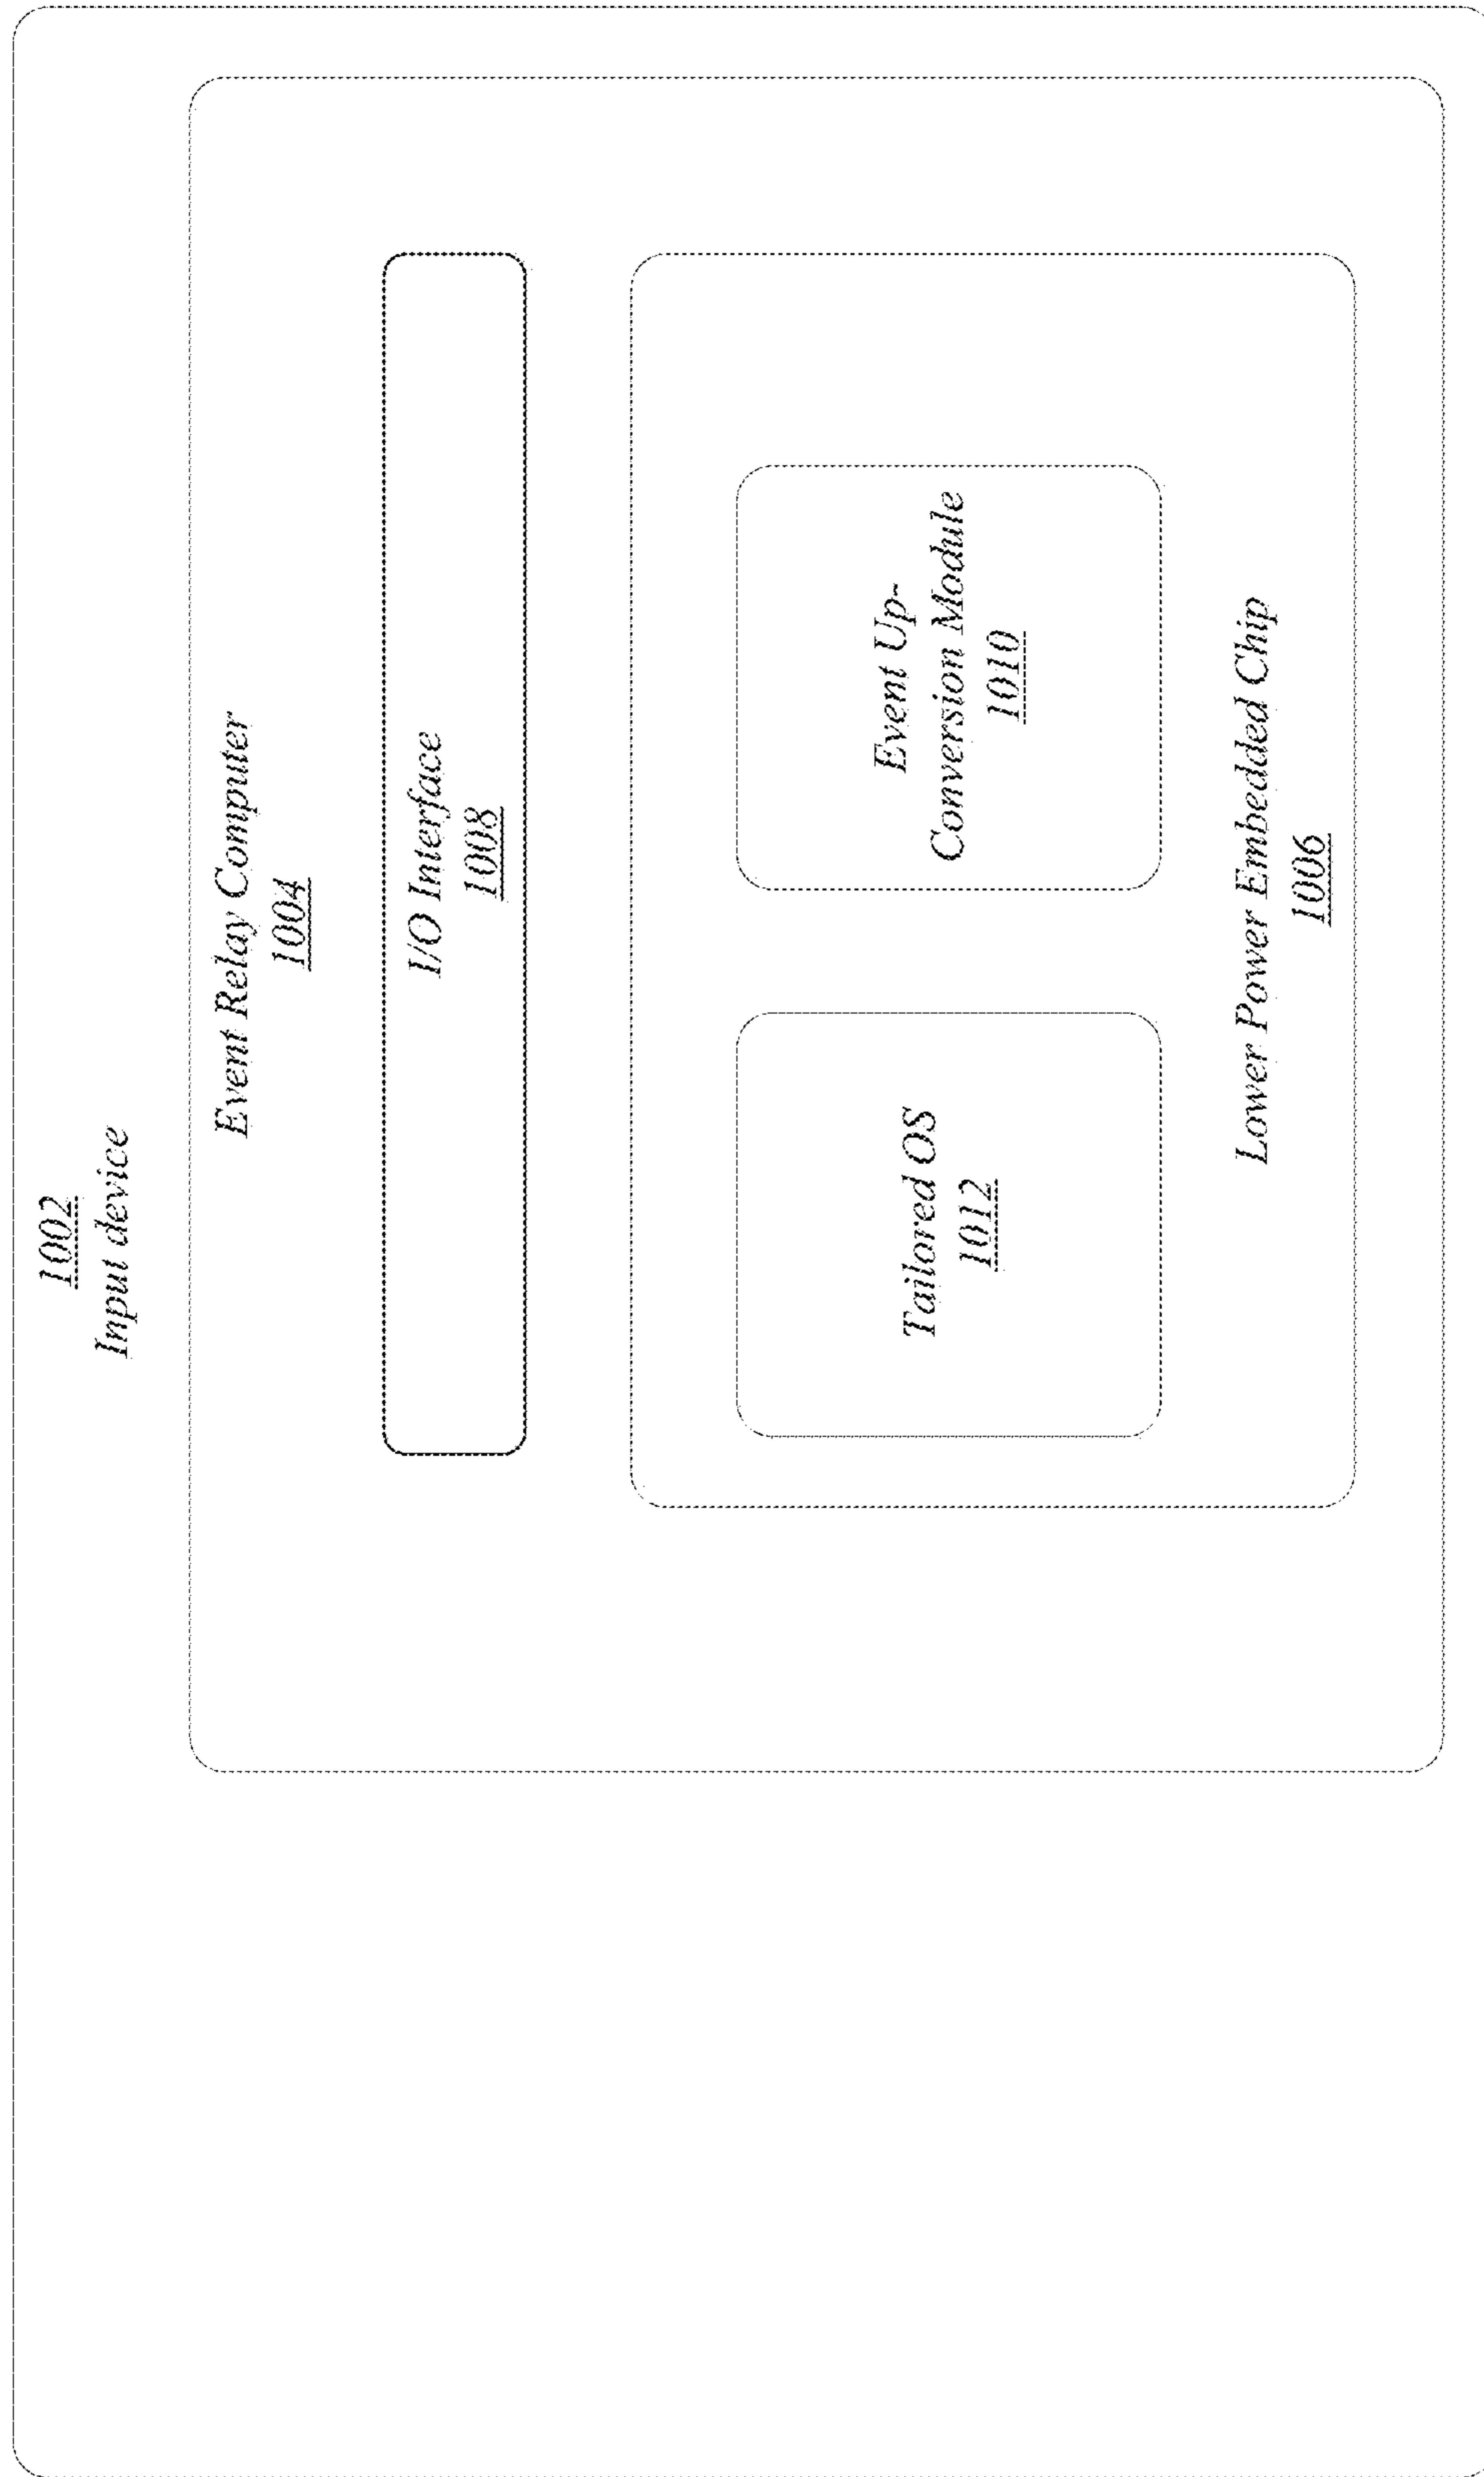 1002
Input device
Event Relay Computer
1004
I/O Interface
1008
Tailored OS
1012
Event Up-
Conversion Module
1010
Lower Power Embedded Chip
1006